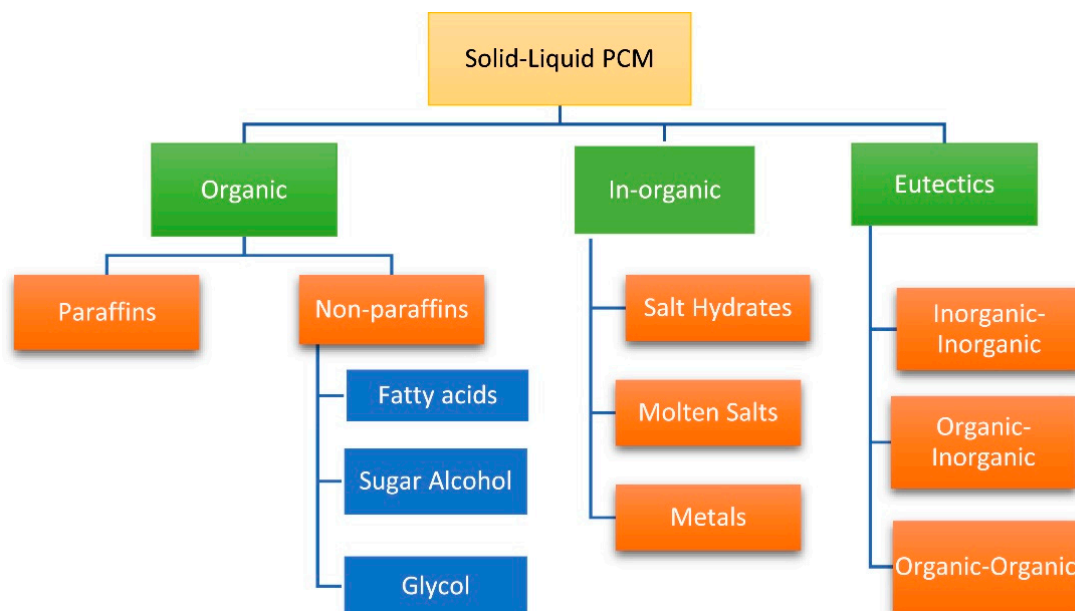 Solid-Liquid PCM
Organic
In-organic
Eutectics
Paraffins
Non-paraffins
Fatty acids
Sugar Alcohol
Glycol
Salt Hydrates
Molten Salts
Metals
Inorganic-
Inorganic
Organic-
Inorganic
Organic-Organic